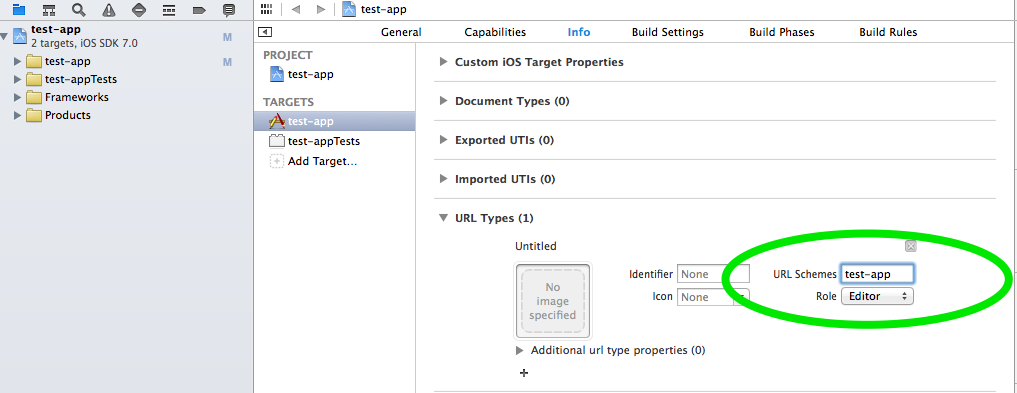 test-app
test-app
2 targets, iOS SDK 7.0
M
test-app
M
test-appTests
Frameworks
Products
General
Capabilities
Info
Build Settings
Build Phases
Build Rules
PROJECT
test-app
TARGETS
test-app
test-appTests
Add Target...
Custom iOS Target Properties
Document Types (0)
Exported UTIs (0)
Imported UTIs (0)
URL Types (1)
Untitled
No
image
specified
Identifier None
Icon None
URL Schemes test-app
Role Editor
Additional url type properties (0)